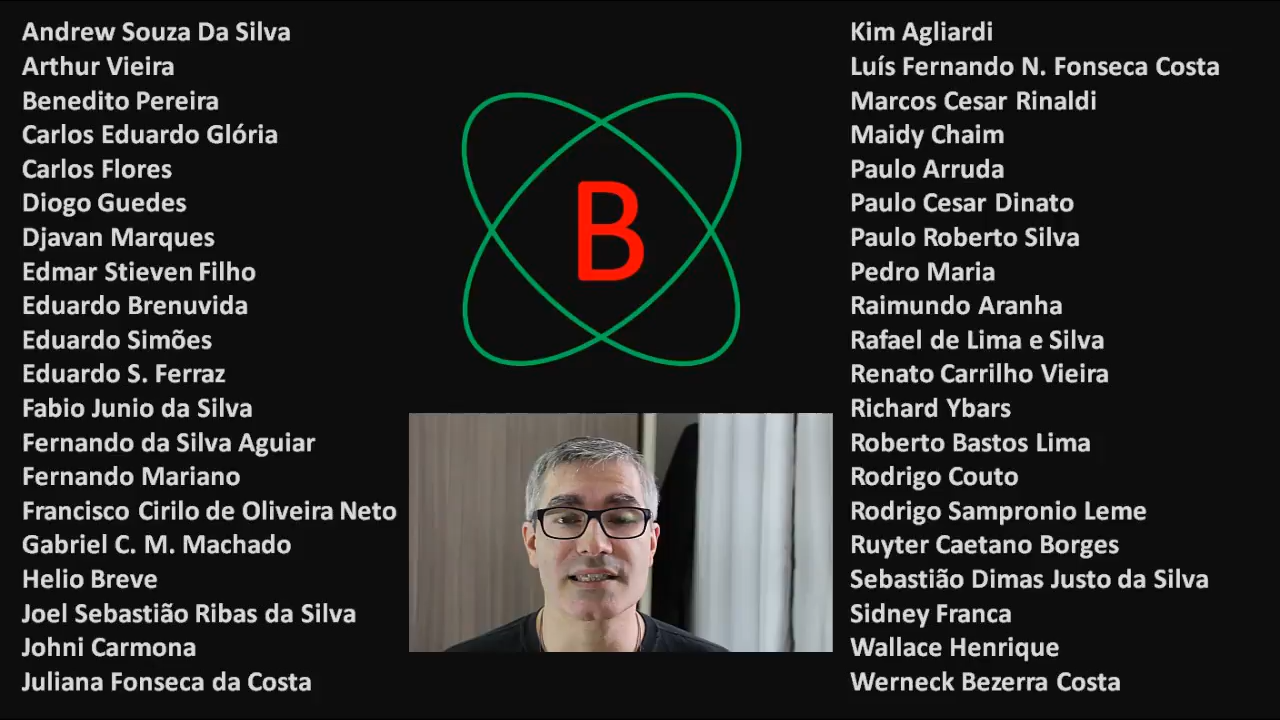 Andrew Souza Da Silva
Arthur Vieira
Benedito Pereira
Carlos Eduardo Glória
Carlos Flores
Diogo Guedes
Djavan Marques
Edmar Stieven Filho
Eduardo Brenuvida
Eduardo Simões
Eduardo S. Ferraz
Fabio Junio da Silva
Fernando da Silva Aguiar
Fernando Mariano
Francisco Cirilo de Oliveira Neto
Gabriel C. M. Machado
Helio Breve
Joel Sebastião Ribas da Silva
Johni Carmona
Juliana Fonseca da Costa
B
Kim Agliardi
Luís Fernando N. Fonseca Costa
Marcos Cesar Rinaldi
Maidy Chaim
Paulo Arruda
Paulo Cesar Dinato
Paulo Roberto Silva
Pedro Maria
Raimundo Aranha
Rafael de Lima e Silva
Renato Carrilho Vieira
Richard Ybars
Roberto Bastos Lima
Rodrigo Couto
Rodrigo Sampronio Leme
Ruyter Caetano Borges
Sebastião Dimas Justo da Silva
Sidney Franca
Wallace Henrique
Werneck Bezerra Costa